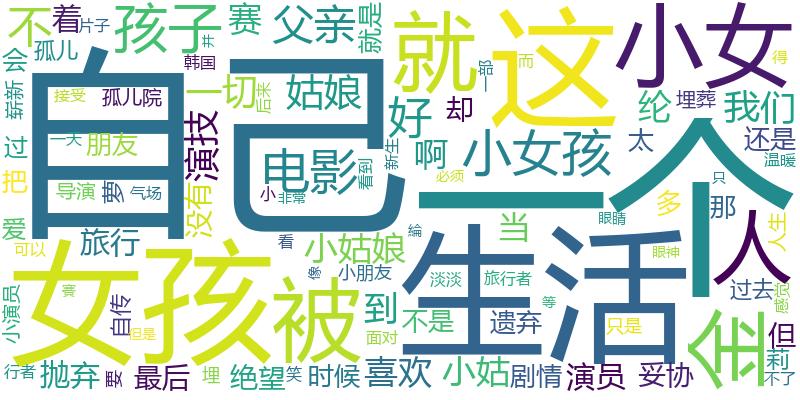 自己
一个
女孩
生活
这
就
小女
被
人
金
孩子
父亲
赛
就是
不
着
片子
井
孤儿
会
韩国
崭新
接受
孤儿院
一切
后来
姑娘
好
却
一部
而
得
纶
埋葬
我们
过
一天
朋友
演技
电影
看到
新生
啊
小女孩
太
还是
温暖
把
导演
气场
没有
小
非常
必须
多
那
只
爱
可以
旅行
看
小姑娘
当
眼睛
眼神
人生
小演员
自传
但是
像
小朋友
到
淡淡
旅行者
等
过去
感觉
面对
不是
遗弃
只是
但
行者
抛弃
要
最后
埋
绝望
笑
时候
喜欢
小姑
剧情
演员
妥协
莉
不了